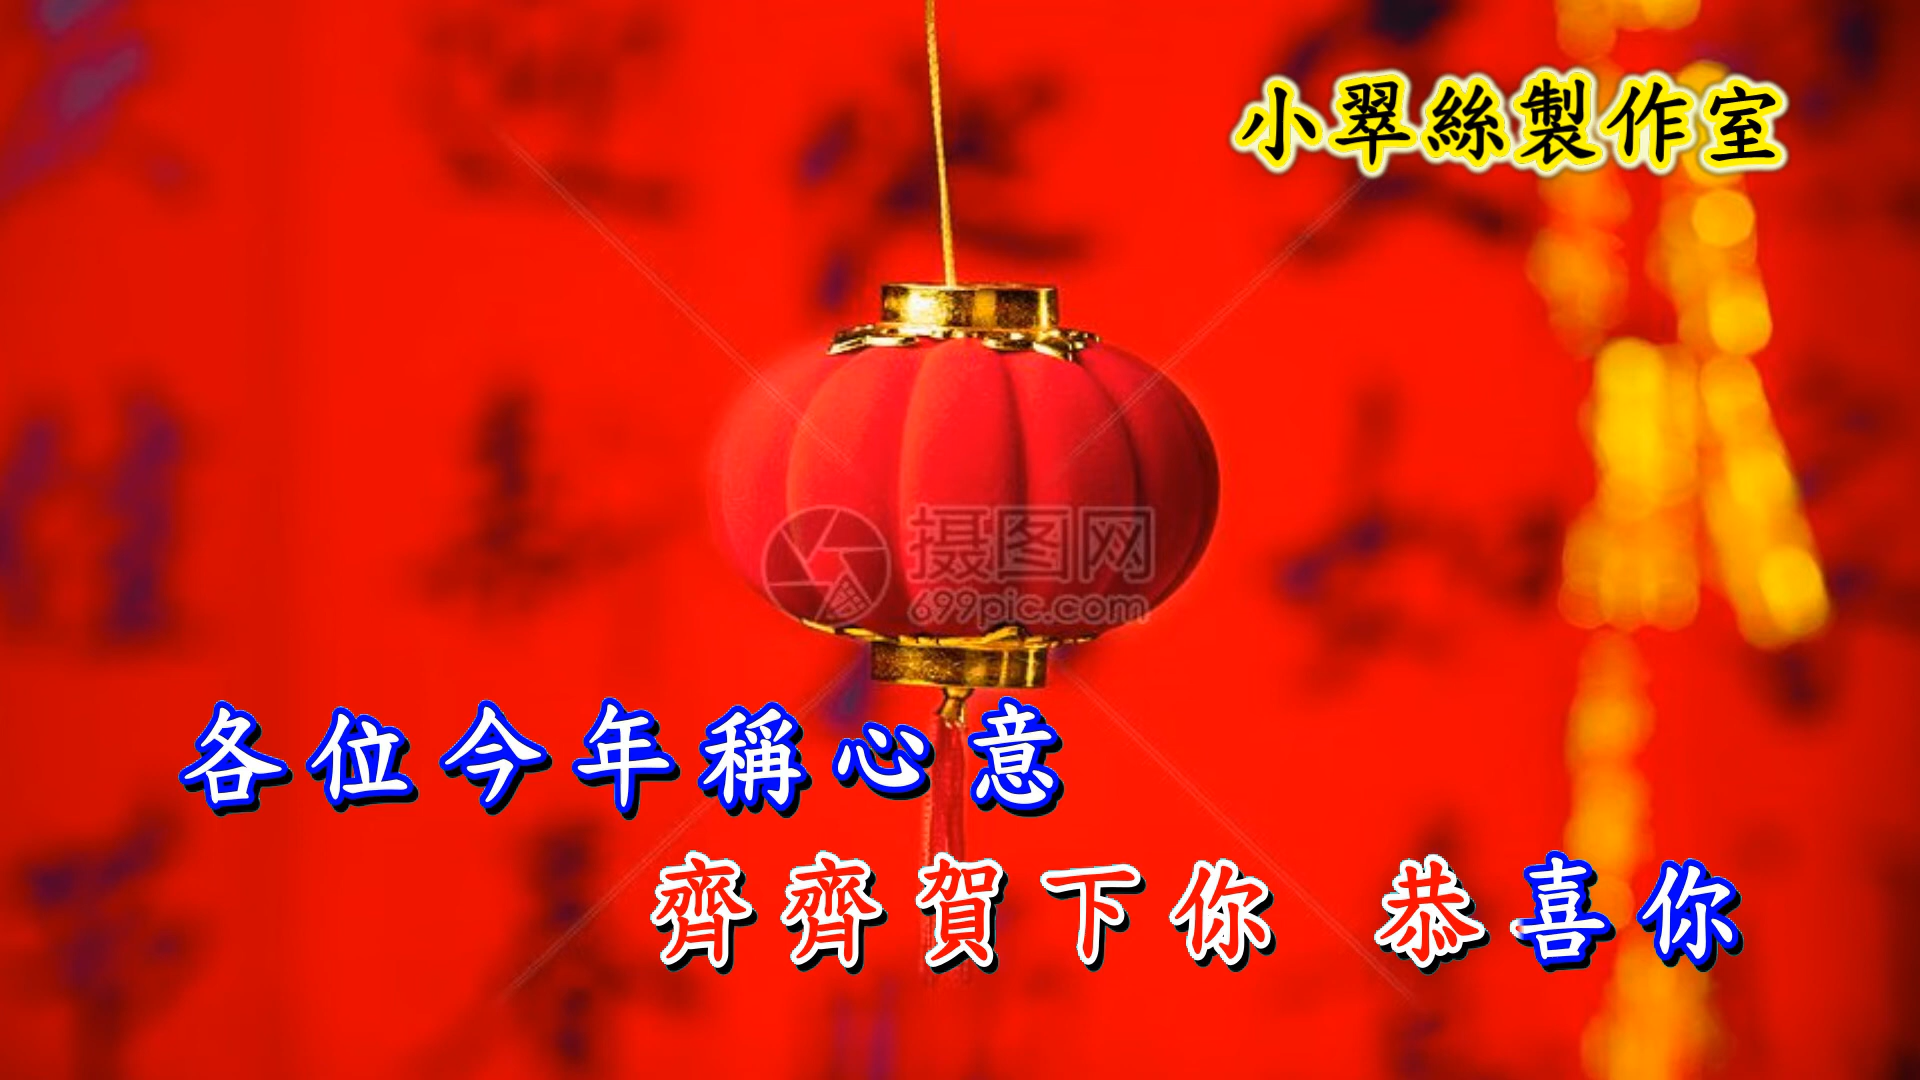 小翠絲製作室
摄图网
699pic.com
各位今年稱心意
齊齊賀下你 恭喜你